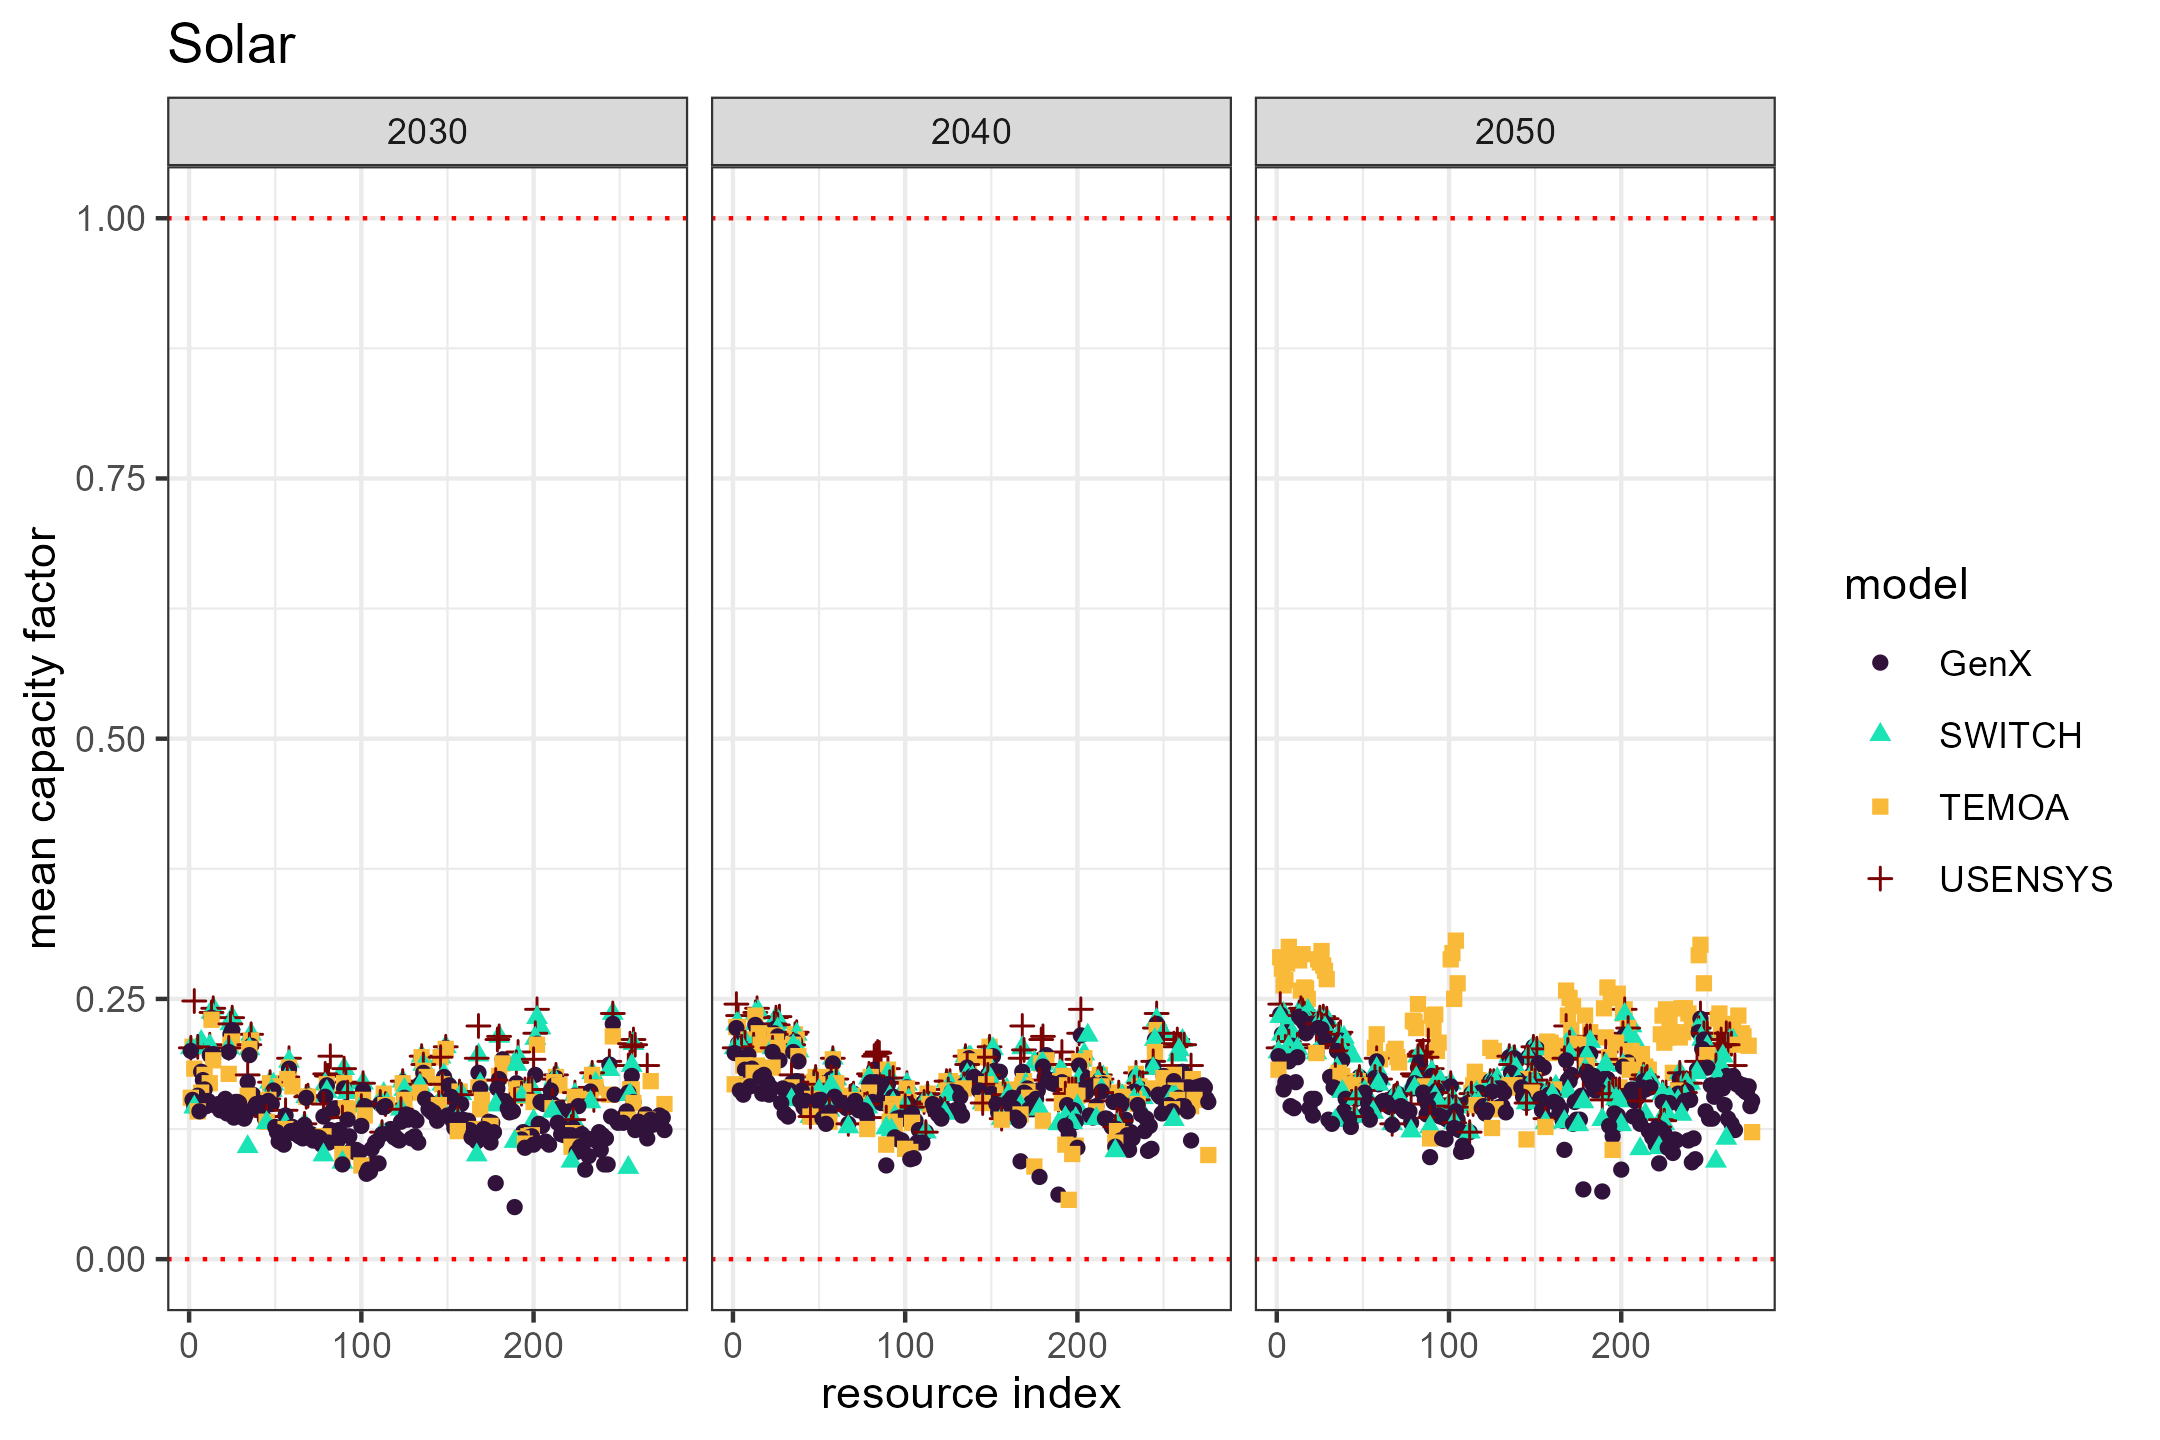 Solar
2030
2040
2050
1.00
0.75
0.50
0.25
0.00
mean capacity factor
0 100 200
0 100 200
0 100 200
resource index
model
GenX
SWITCH
TEMOA
USENSYS